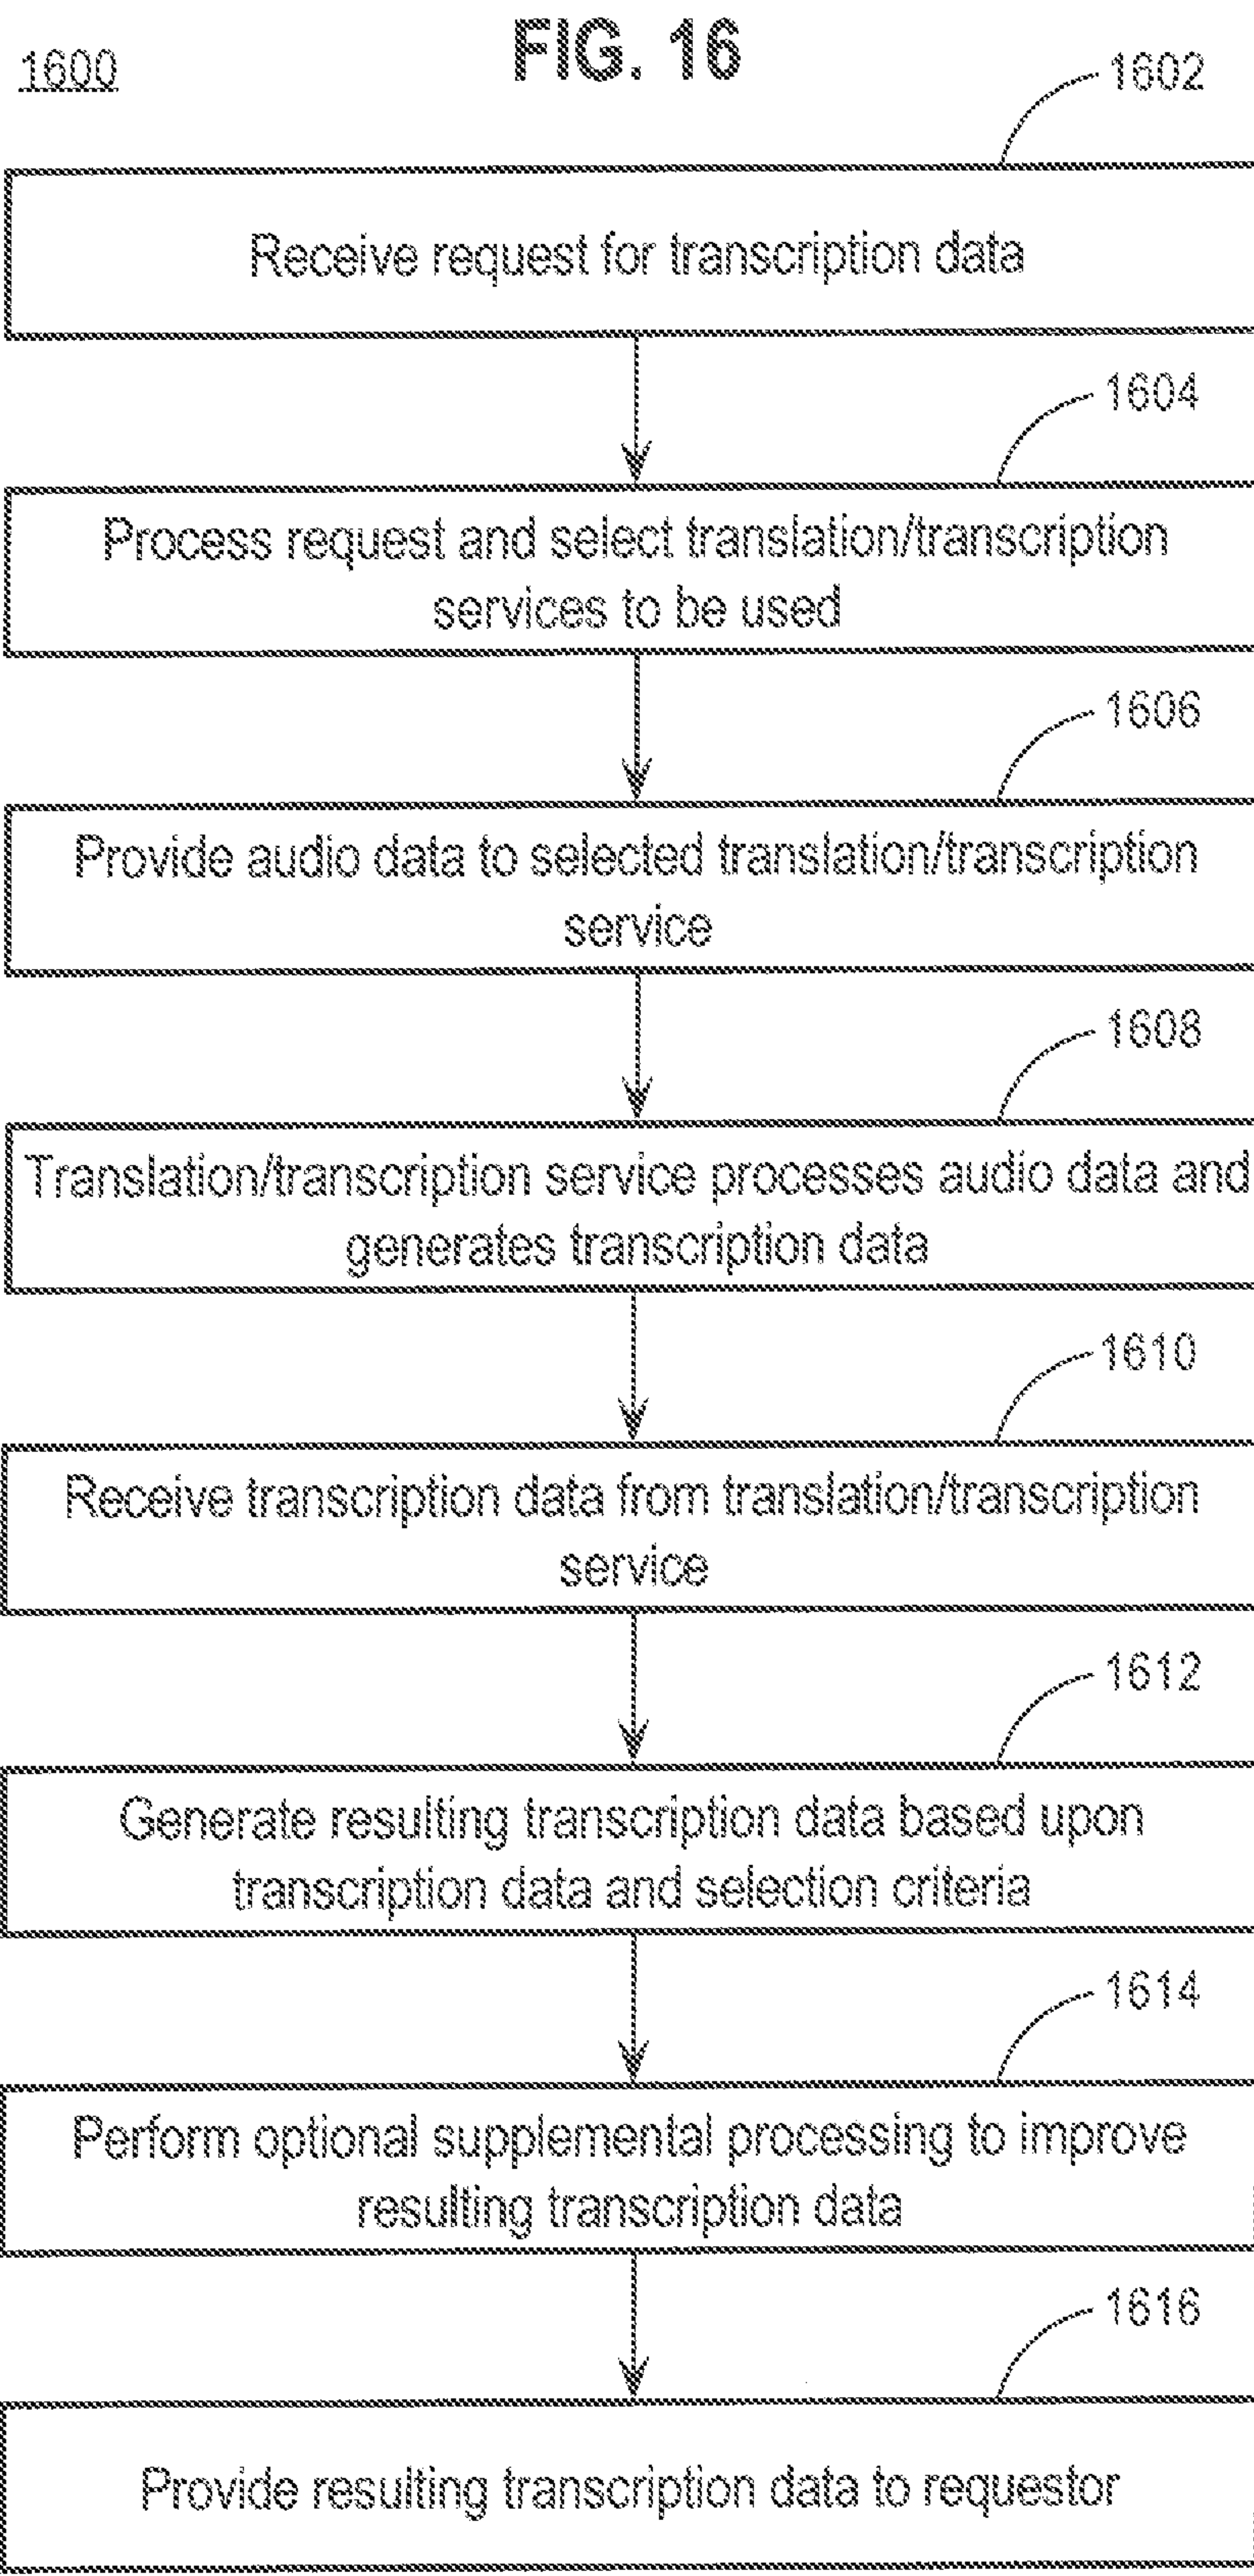 FIG. 16
1600
1602
Receive request for transcription data
1604
Process request and select translation/transcription
services to be used
1606
Provide audio data to selected translation/transcription
service
1608
Translation/transcription service processes audio data and
generates transcription data
1610
Receive transcription data from translation/transcription
service
1612
Generate resulting transcription data based upon
transcription data and selection criteria
1614
Perform optional supplemental processing to improve
resulting transcription data
1616
Provide resulting transcription data to requestor